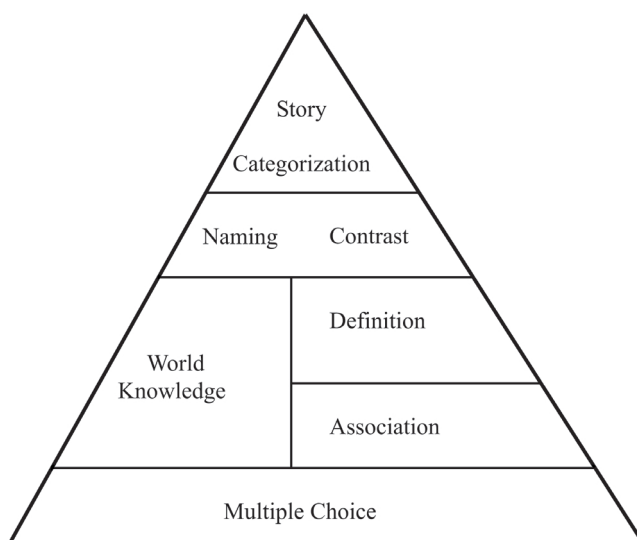 Story
Categorization
Naming Contrast
Definition
World
Knowledge
Association
Multiple Choice